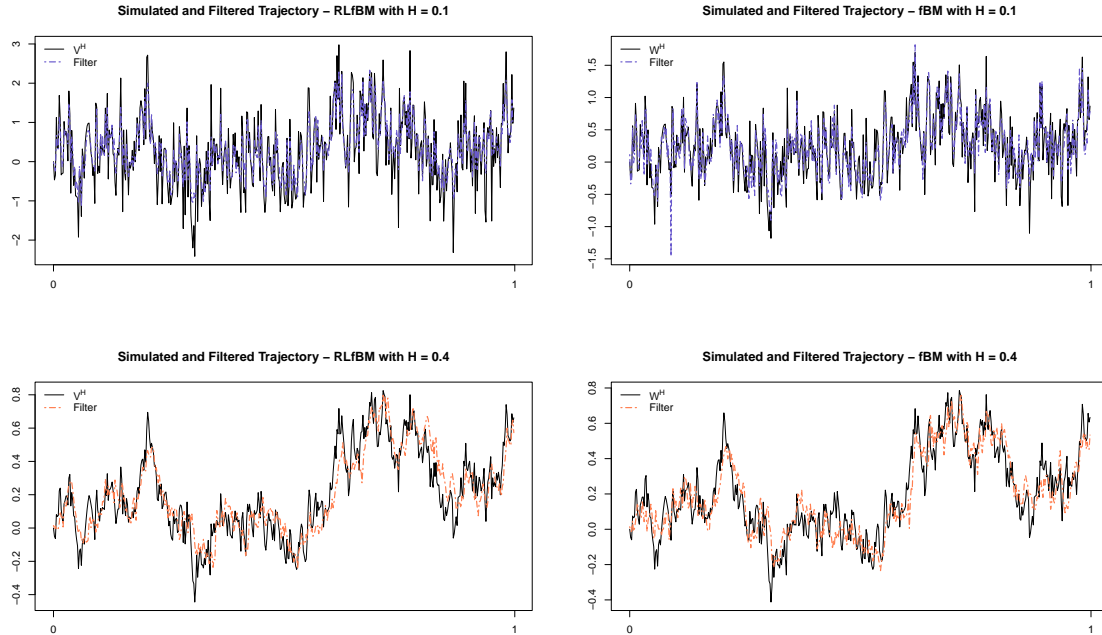 Simulated and Filtered Trajectory − RLfBM with H = 0.1
V^H
Filter
3
2
1
0
−1
−2
0
1
Simulated and Filtered Trajectory − fBM with H = 0.1
W^H
Filter
1.5
1.0
0.5
0.0
−0.5
−1.0
−1.5
0
1
Simulated and Filtered Trajectory − RLfBM with H = 0.4
V^H
Filter
0.8
0.6
0.4
0.2
0.0
−0.2
−0.4
0
1
Simulated and Filtered Trajectory − fBM with H = 0.4
W^H
Filter
0.8
0.6
0.4
0.2
0.0
−0.2
−0.4
0
1